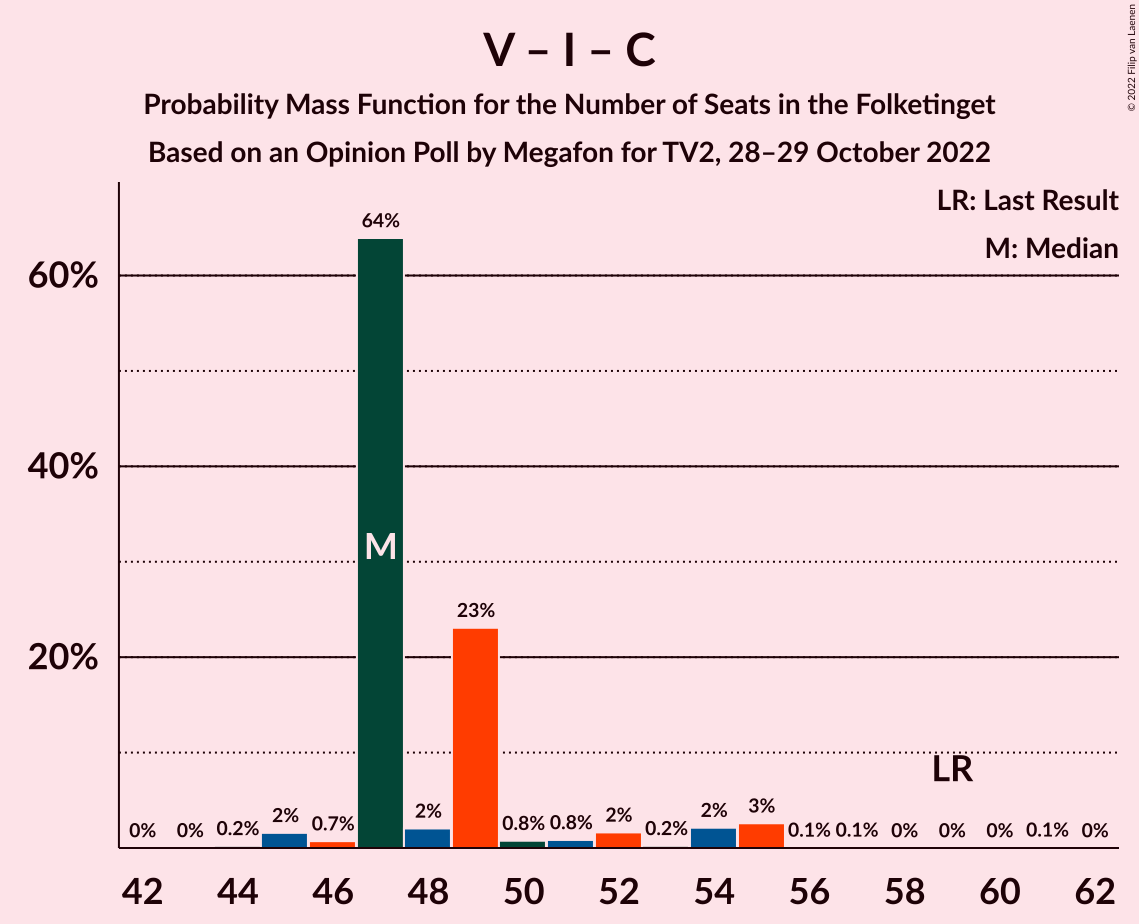 V – I – C
Probability Mass Function for the Number of Seats in the Folketinget
Based on an Opinion Poll by Megafon for TV2, 28–29 October 2022
© 2022 Filip van Laenen
LR: Last Result
M: Median
60%
40%
20%
0%
0%
0.2%
2%
0.7%
64%
M
2%
23%
0.8%
0.8%
2%
0.2%
2%
3%
0.1%
0.1%
0%
LR
0%
0%
0.1%
0%
42 44 46 48 50 52 54 56 58 60 62